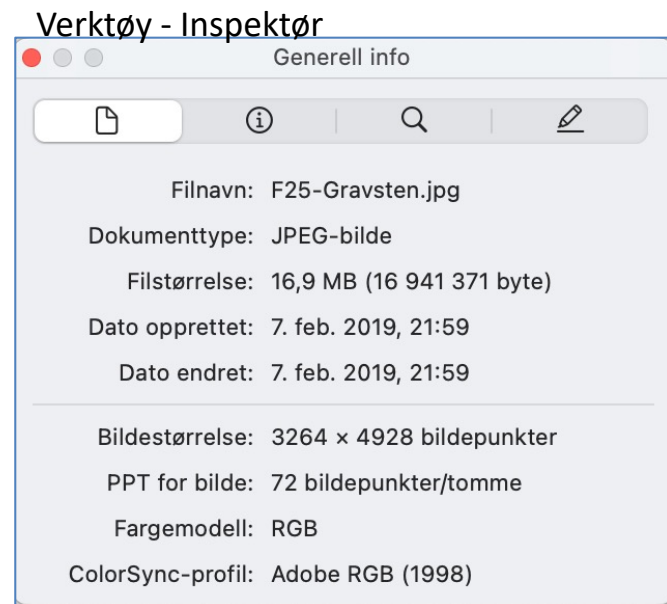 Verktøy - Inspektør
Generell info
Filnavn: F25-Gravsten.jpg
Dokumenttype: JPEG-bilde
Filstørrelse: 16,9 MB (16 941 371 byte)
Dato opprettet: 7. feb. 2019, 21:59
Dato endret: 7. feb. 2019, 21:59
Bildestørrelse: 3264 × 4928 bildepunkter
PPT for bilde: 72 bildepunkter/tomme
Fargemodell: RGB
ColorSync-profil: Adobe RGB (1998)